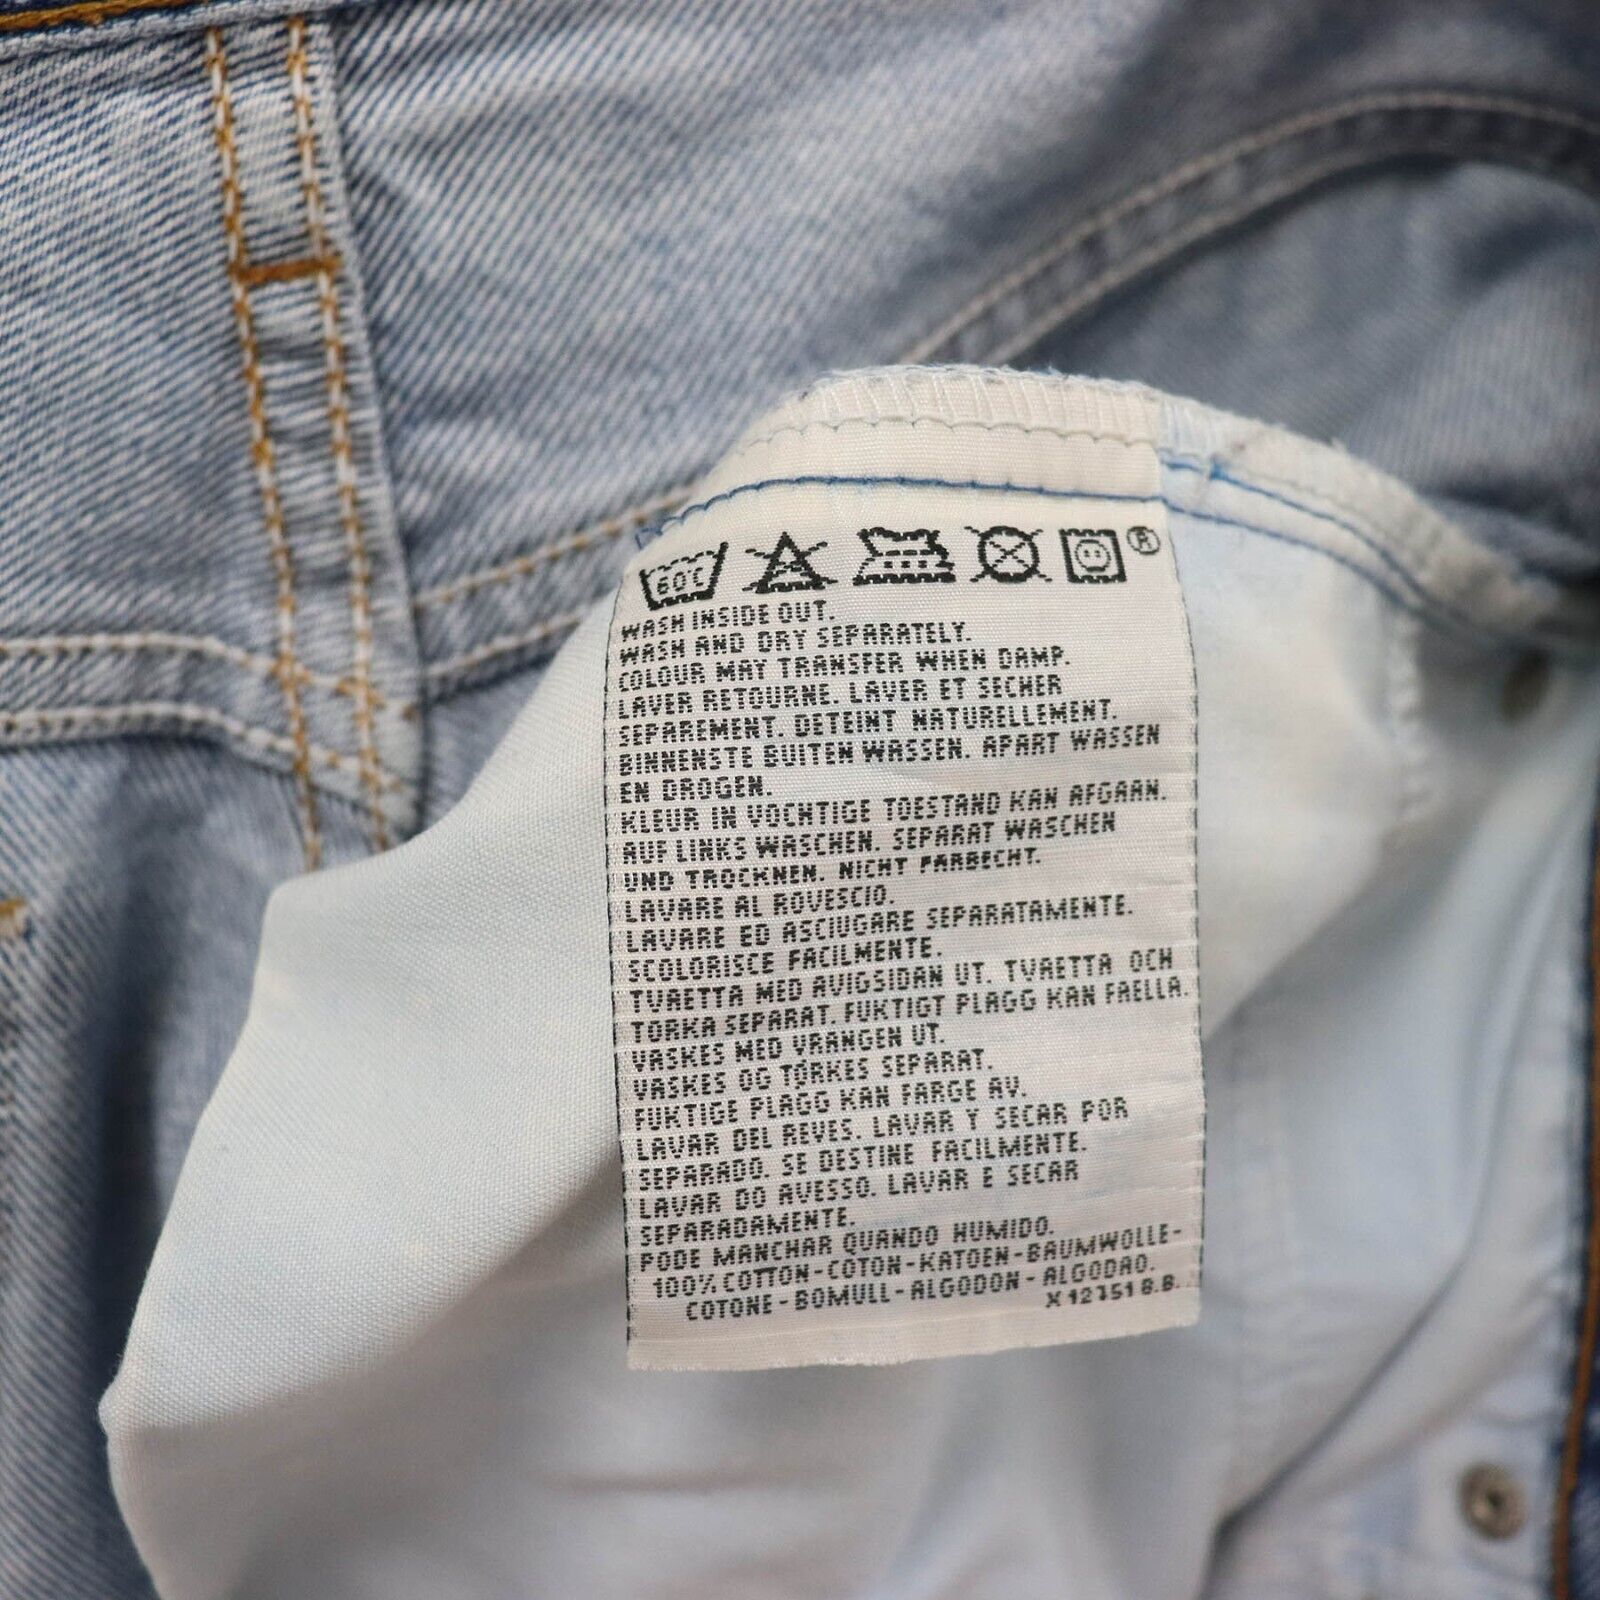 60°C ®
WASH INSIDE OUT.
WASH AND DRY SEPARATELY.
COLOUR MAY TRANSFER WHEN DAMP.
LAVER RETOURNE. LAVER ET SECHER
SEPAREMENT. DETEINT NATURELLEMENT.
BINNENSTE BUITEN WASSEN. APART WASSEN
EN DROGEN.
KLEUR IN VOCHTIGE TOESTAND KAN AFGAAN.
AUF LINKS WASCHEN. SEPARAT WASCHEN
UND TROCKNEN. NICHT FARBECHT.
LAVARE AL ROVESCIO.
LAVARE ED ASCIUGARE SEPARATAMENTE.
SCOLORISCE FACILMENTE.
TVAETTA MED AVIGSIDAN UT. TVAETTA OCH
TORKA SEPARAT. FUKTIGT PLAGG KAN FAELLA.
VASKES MED VRANGEN UT.
VASKES OG TØRKES SEPARAT.
FUKTIGE PLAGG KAN FARGE AV.
LAVAR DEL REVES. LAVAR Y SECAR POR
SEPARADO. SE DESTINE FACILMENTE.
LAVAR DO AVESSO. LAVAR E SECAR
SEPARADAMENTE.
PODE MANCHAR QUANDO HUMIDO.
100% COTTON-COTON-KATOEN-BAUMWOLLE-
COTONE-BOMULL-ALGODON-ALGODAO.
X 12751 B.B.